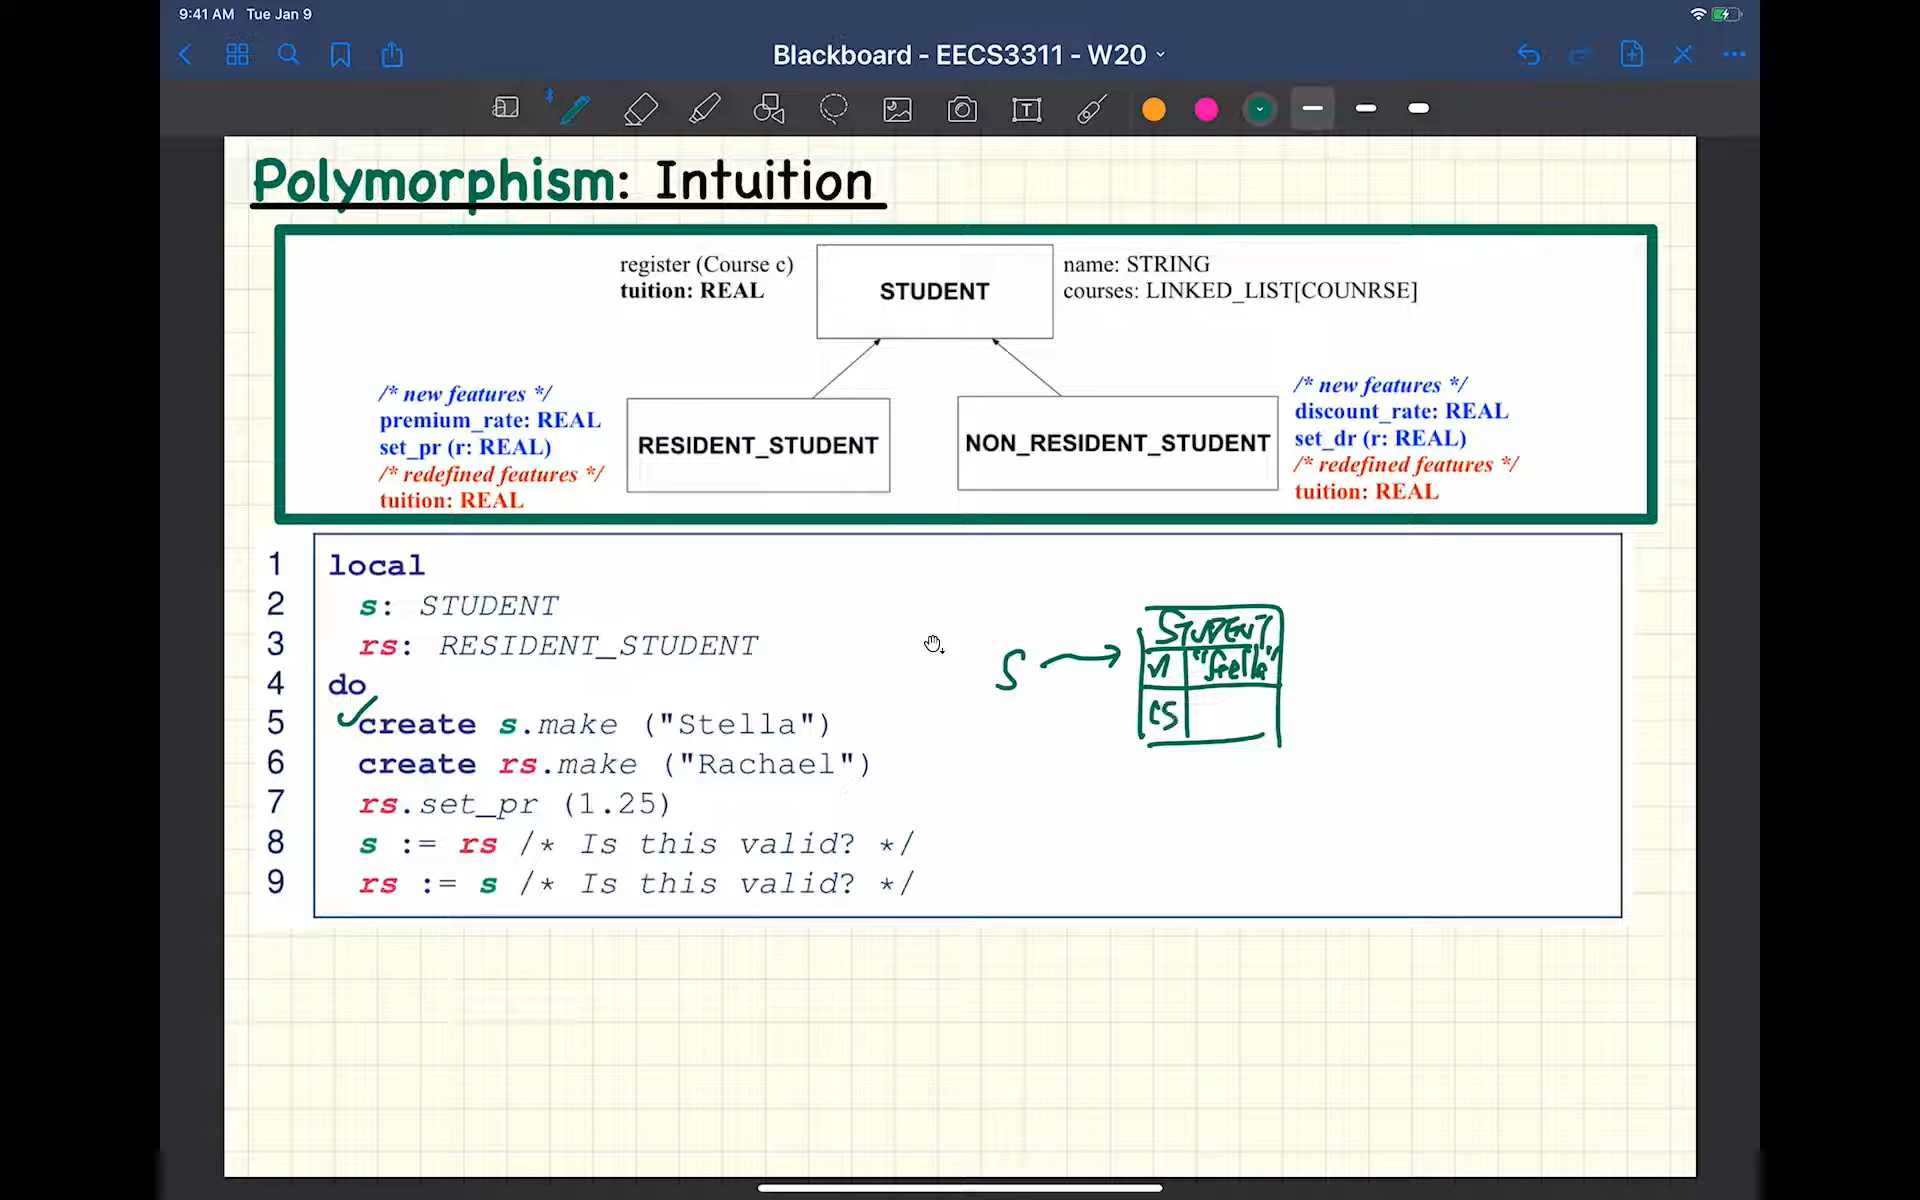 9:41 AM Tue Jan 9
Blackboard - EECS3311 - W20
Polymorphism: Intuition
register (Course c)
tuition: REAL
STUDENT
name: STRING
courses: LINKED_LIST[COUNRSE]
/* new features */
premium_rate: REAL
set_pr (r: REAL)
/* redefined features */
tuition: REAL
RESIDENT_STUDENT
NON_RESIDENT_STUDENT
/* new features */
discount_rate: REAL
set_dr (r: REAL)
/* redefined features */
tuition: REAL
1 local
2 s: STUDENT
3 rs: RESIDENT_STUDENT
4 do
5 create s.make ("Stella")
6 create rs.make ("Rachael")
7 rs.set_pr (1.25)
8 s := rs /* Is this valid? */
9 rs := s /* Is this valid? */
S
STUDENT
n "Stella"
cs